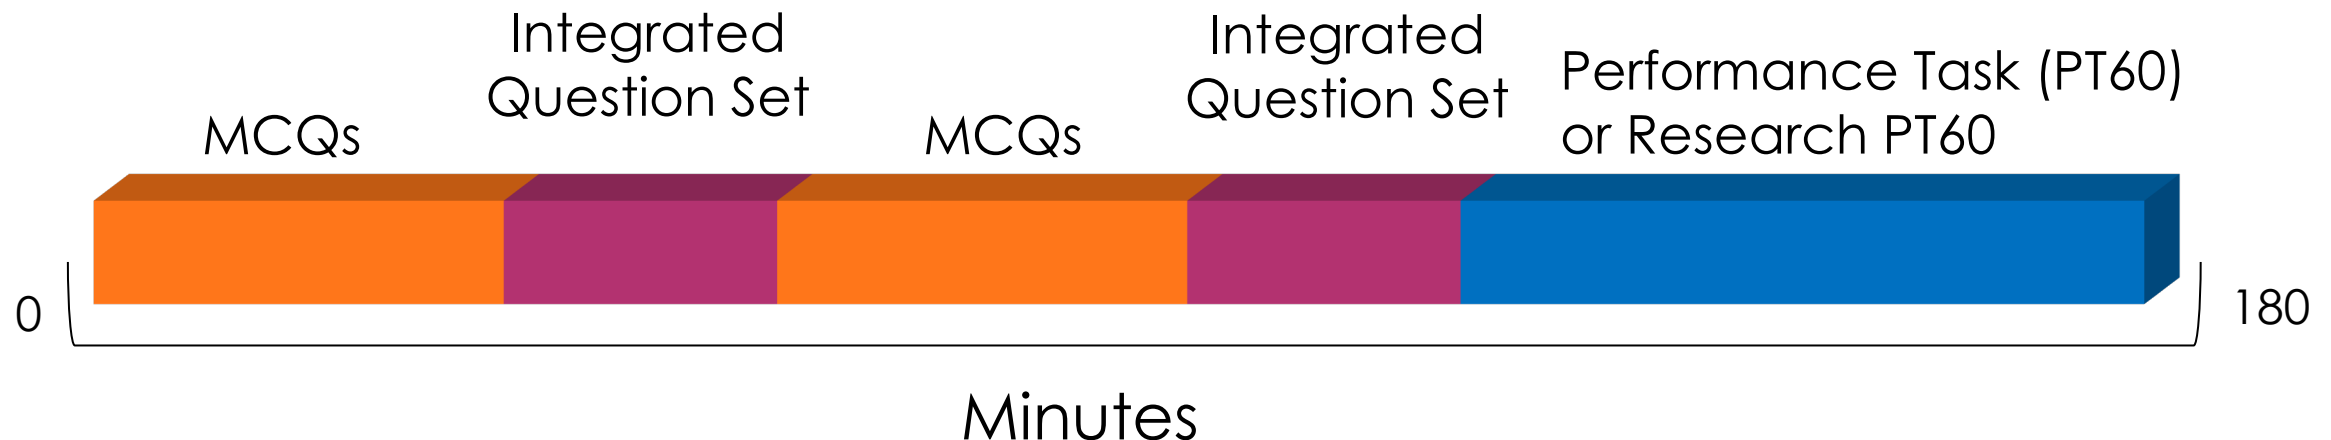 MCQs
Integrated
Question Set
MCQs
Integrated
Question Set
Performance Task (PT60)
or Research PT60
0
180
Minutes